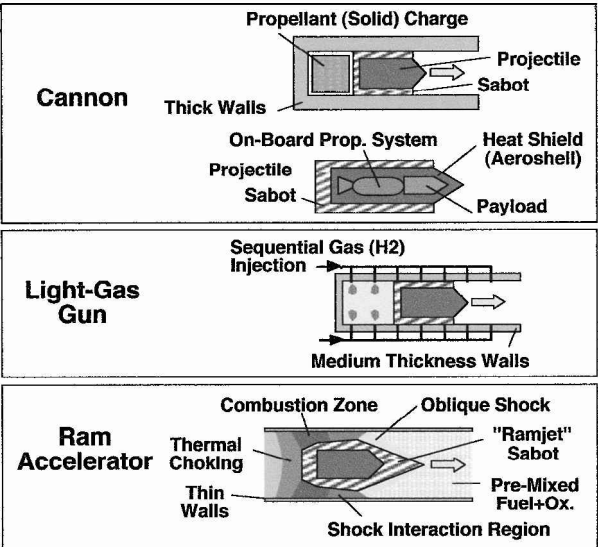 Cannon
Propellant (Solid) Charge
Projectile
Sabot
Thick Walls
On-Board Prop. System
Heat Shield
(Aeroshell)
Projectile
Sabot
Payload
Light-Gas
Gun
Sequential Gas (H2)
Injection
Medium Thickness Walls
Ram
Accelerator
Combustion Zone
Oblique Shock
Thermal
Choking
"Ramjet"
Sabot
Thin
Walls
Pre-Mixed
Fuel+Ox.
Shock Interaction Region